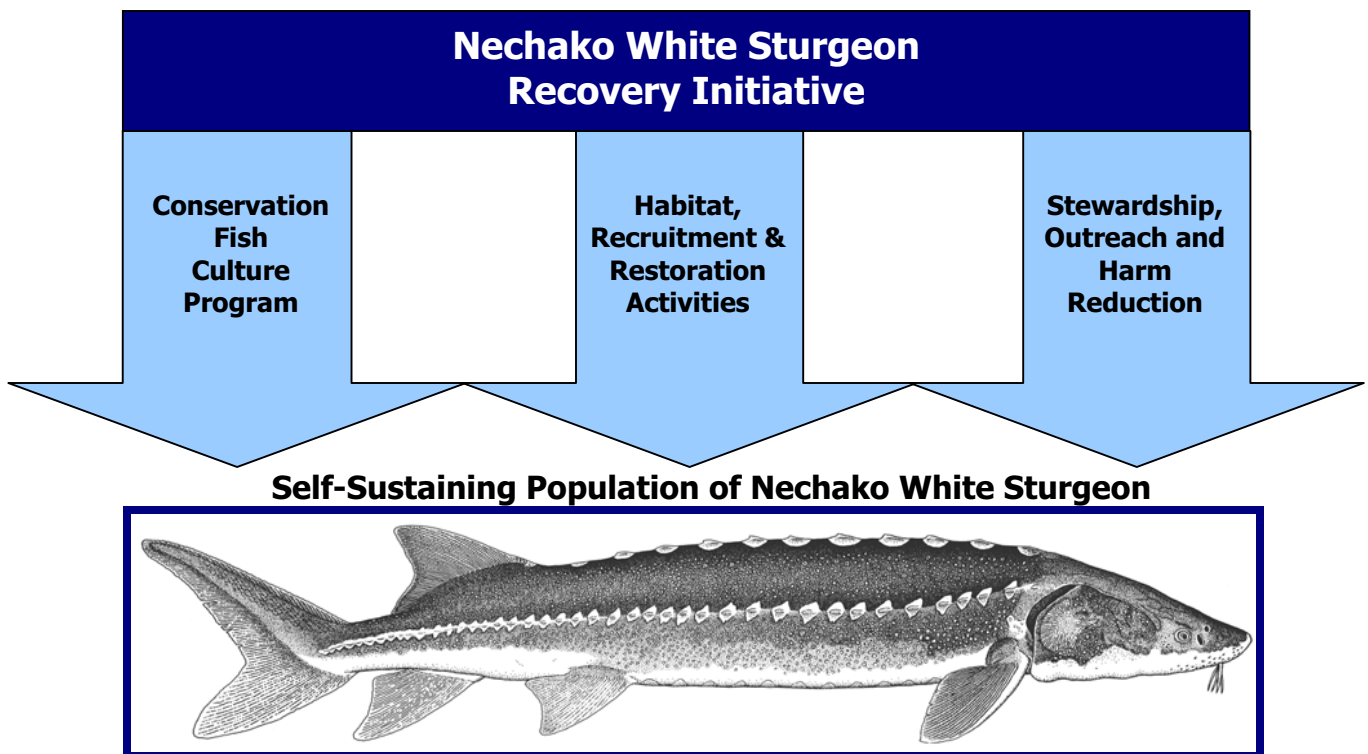 Nechako White Sturgeon
Recovery Initiative
Conservation
Fish
Culture
Program
Habitat,
Recruitment &
Restoration
Activities
Stewardship,
Outreach and
Harm
Reduction
Self-Sustaining Population of Nechako White Sturgeon